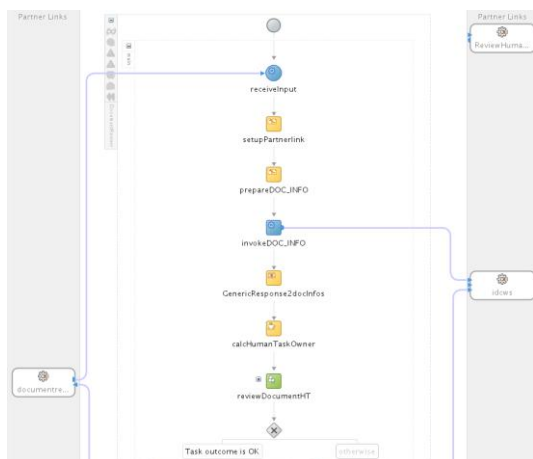 Partner Links
Partner Links
ReviewHuma...
main
receiveInput
setupPartnerlink
prepareDOC_INFO
invokeDOC_INFO
idcws
GenericResponse2docInfos
calcHumanTaskOwner
documentre...
reviewDocumentHT
Task outcome is OK
otherwise